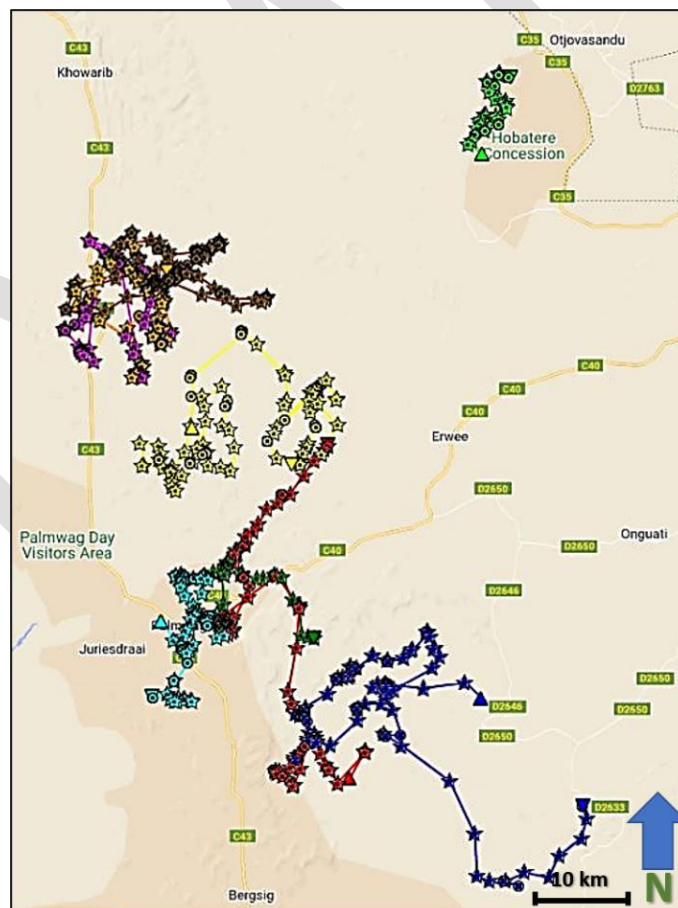 C43
C35
Otjovasandu
Khowarib
C35
D2763
C43
Hobatere
Concession
C35
C40
C40
C40
Erwee
C43
D2650
Palmwag Day
Visitors Area
C40
D2650
Onguati
D2650
D2646
Juriesdraai
D2650
D2646
D2650
D2633
C43
10 km
N
Bergsig